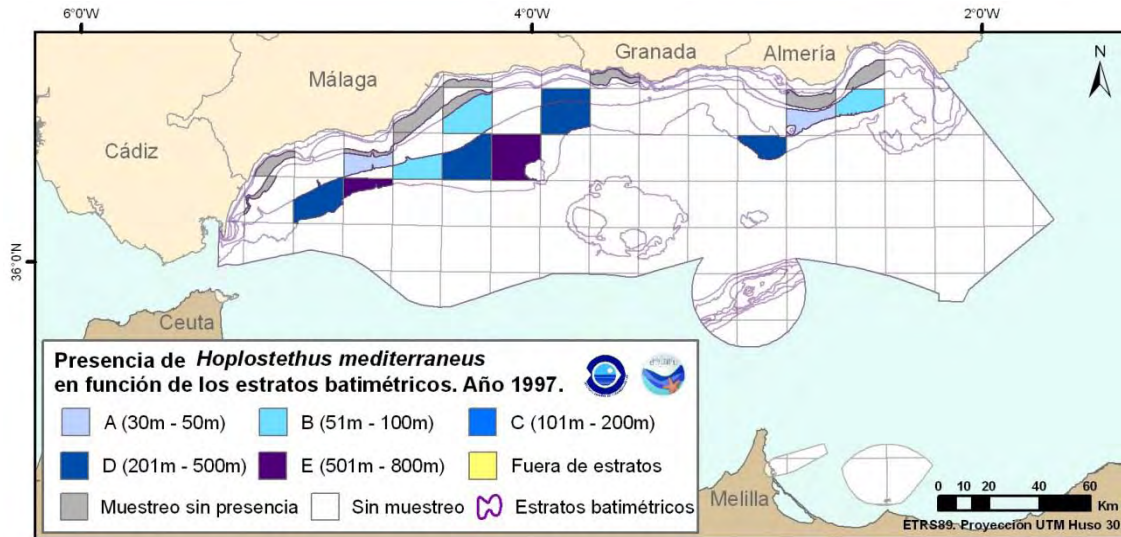 6°0'W 4°0'W 2°0'W
Granada Almería
N
Málaga
Cádiz
36°0'N
Ceuta
Presencia de Hoplostethus mediterraneus
en función de los estratos batimétricos. Año 1997.
A (30m - 50m) B (51m - 100m) C (101m - 200m)
D (201m - 500m) E (501m - 800m) Fuera de estratos
Muestreo sin presencia Sin muestreo Estratos batimétricos
Melilla
0 10 20 40 60
Km
ETRS89. Proyección UTM Huso 30